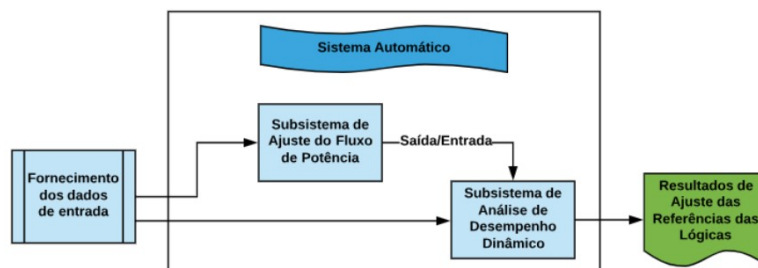 Sistema Automático
Subsistema de
Ajuste do Fluxo
de Potência
Saída/Entrada
Fornecimento
dos dados
de entrada
Subsistema de
Análise de
Desempenho
Dinâmico
Resultados de
Ajuste das
Referências das
Lógicas